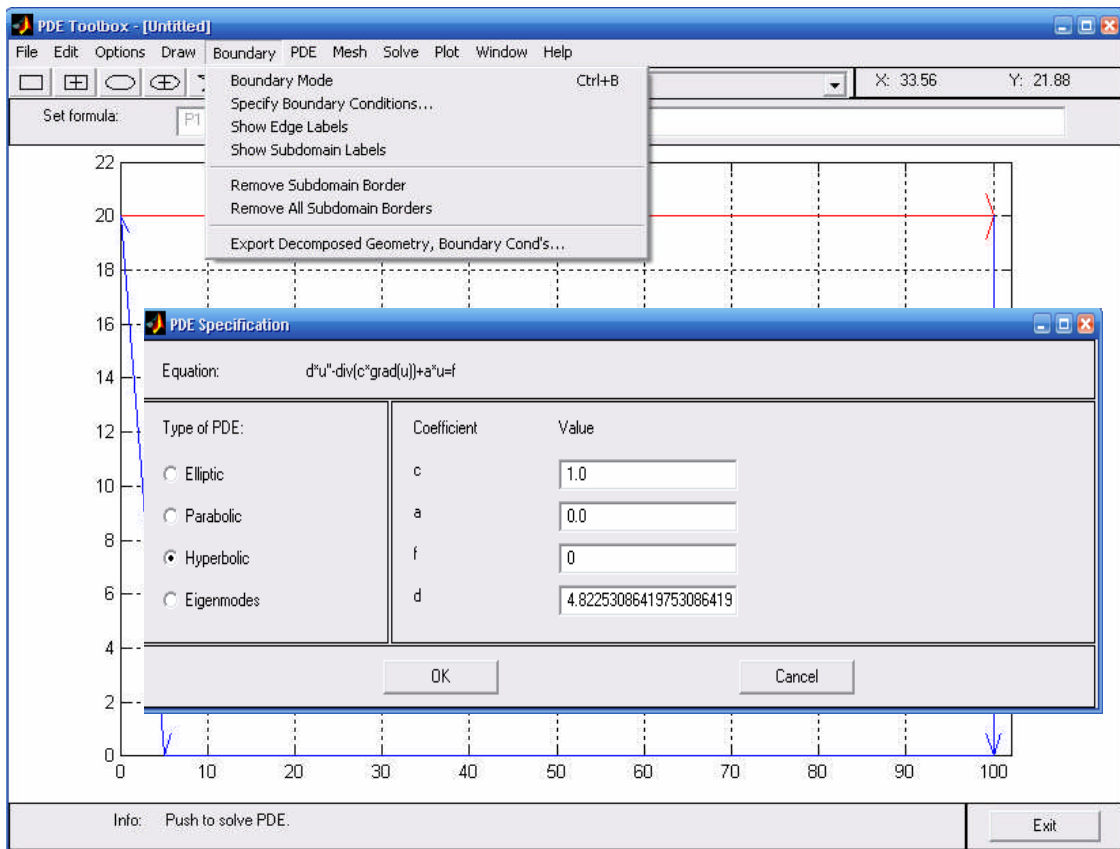 PDE Toolbox - [Untitled]
File Edit Options Draw Boundary PDE Mesh Solve Plot Window Help
Boundary Mode Ctrl+B
Specify Boundary Conditions...
Show Edge Labels
Show Subdomain Labels
Remove Subdomain Border
Remove All Subdomain Borders
Export Decomposed Geometry, Boundary Cond's...
X: 33.56 Y: 21.88
Set formula: P1
22
20
18
16
14
12
10
8
6
4
2
0
PDE Specification
Equation: d*u''-div(c*grad(u))+a*u=f
Type of PDE: Coefficient Value
Elliptic c 1.0
Parabolic a 0.0
Hyperbolic f 0
Eigenmodes d 4.82253086419753086419
OK Cancel
0 10 20 30 40 50 60 70 80 90 100
Info: Push to solve PDE. Exit